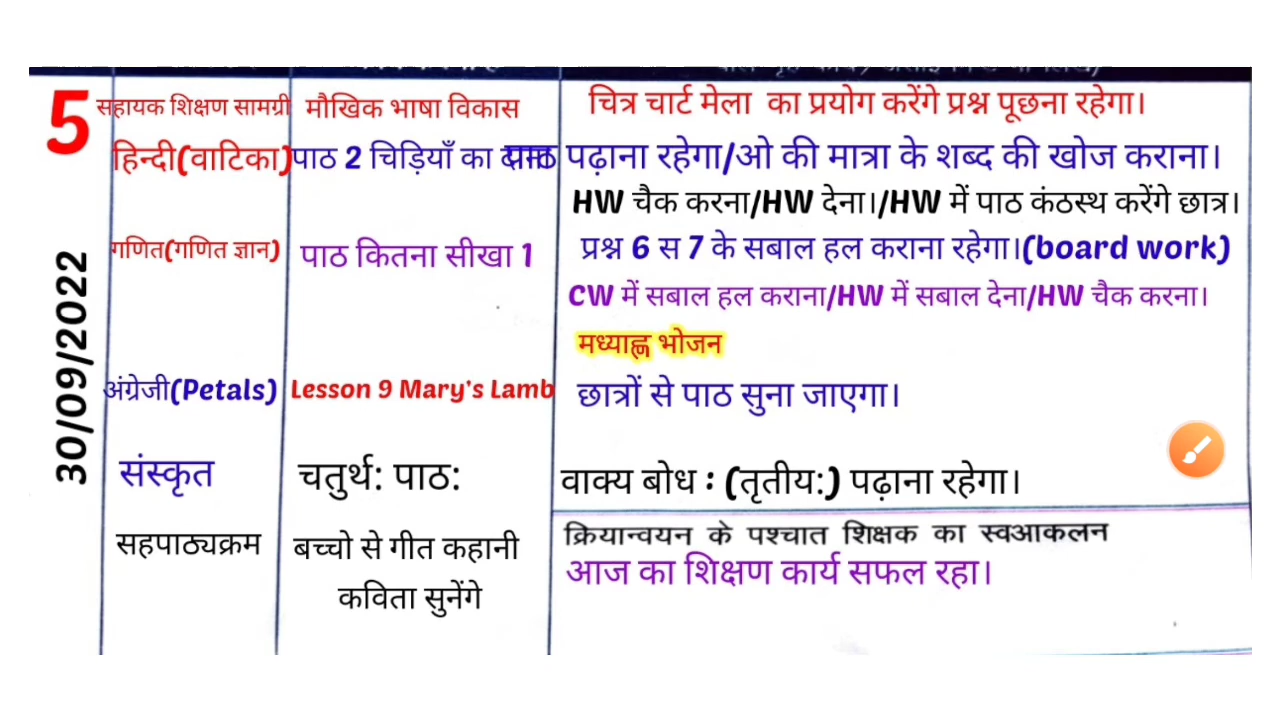 5 सहायक शिक्षण सामग्री मौखिक भाषा विकास चित्र चार्ट मेला का प्रयोग करेंगे प्रश्न पूछना रहेगा।
हिन्दी(वाटिका) पाठ 2 चिड़ियाँ का दाना पाठ पढ़ाना रहेगा/ओ की मात्रा के शब्द की खोज कराना।
HW चैक करना/HW देना।/HW में पाठ कंठस्थ करेंगे छात्र।
गणित(गणित ज्ञान) पाठ कितना सीखा 1 प्रश्न 6 स 7 के सबाल हल कराना रहेगा।(board work)
CW में सबाल हल कराना/HW में सबाल देना/HW चैक करना।
30/09/2022
मध्याह्न भोजन
अंग्रेजी(Petals) Lesson 9 Mary's Lamb छात्रों से पाठ सुना जाएगा।
संस्कृत चतुर्थ: पाठ: वाक्य बोध : (तृतीय:) पढ़ाना रहेगा।
क्रियान्वयन के पश्चात शिक्षक का स्वआकलन
सहपाठ्यक्रम बच्चो से गीत कहानी आज का शिक्षण कार्य सफल रहा।
कविता सुनेंगे